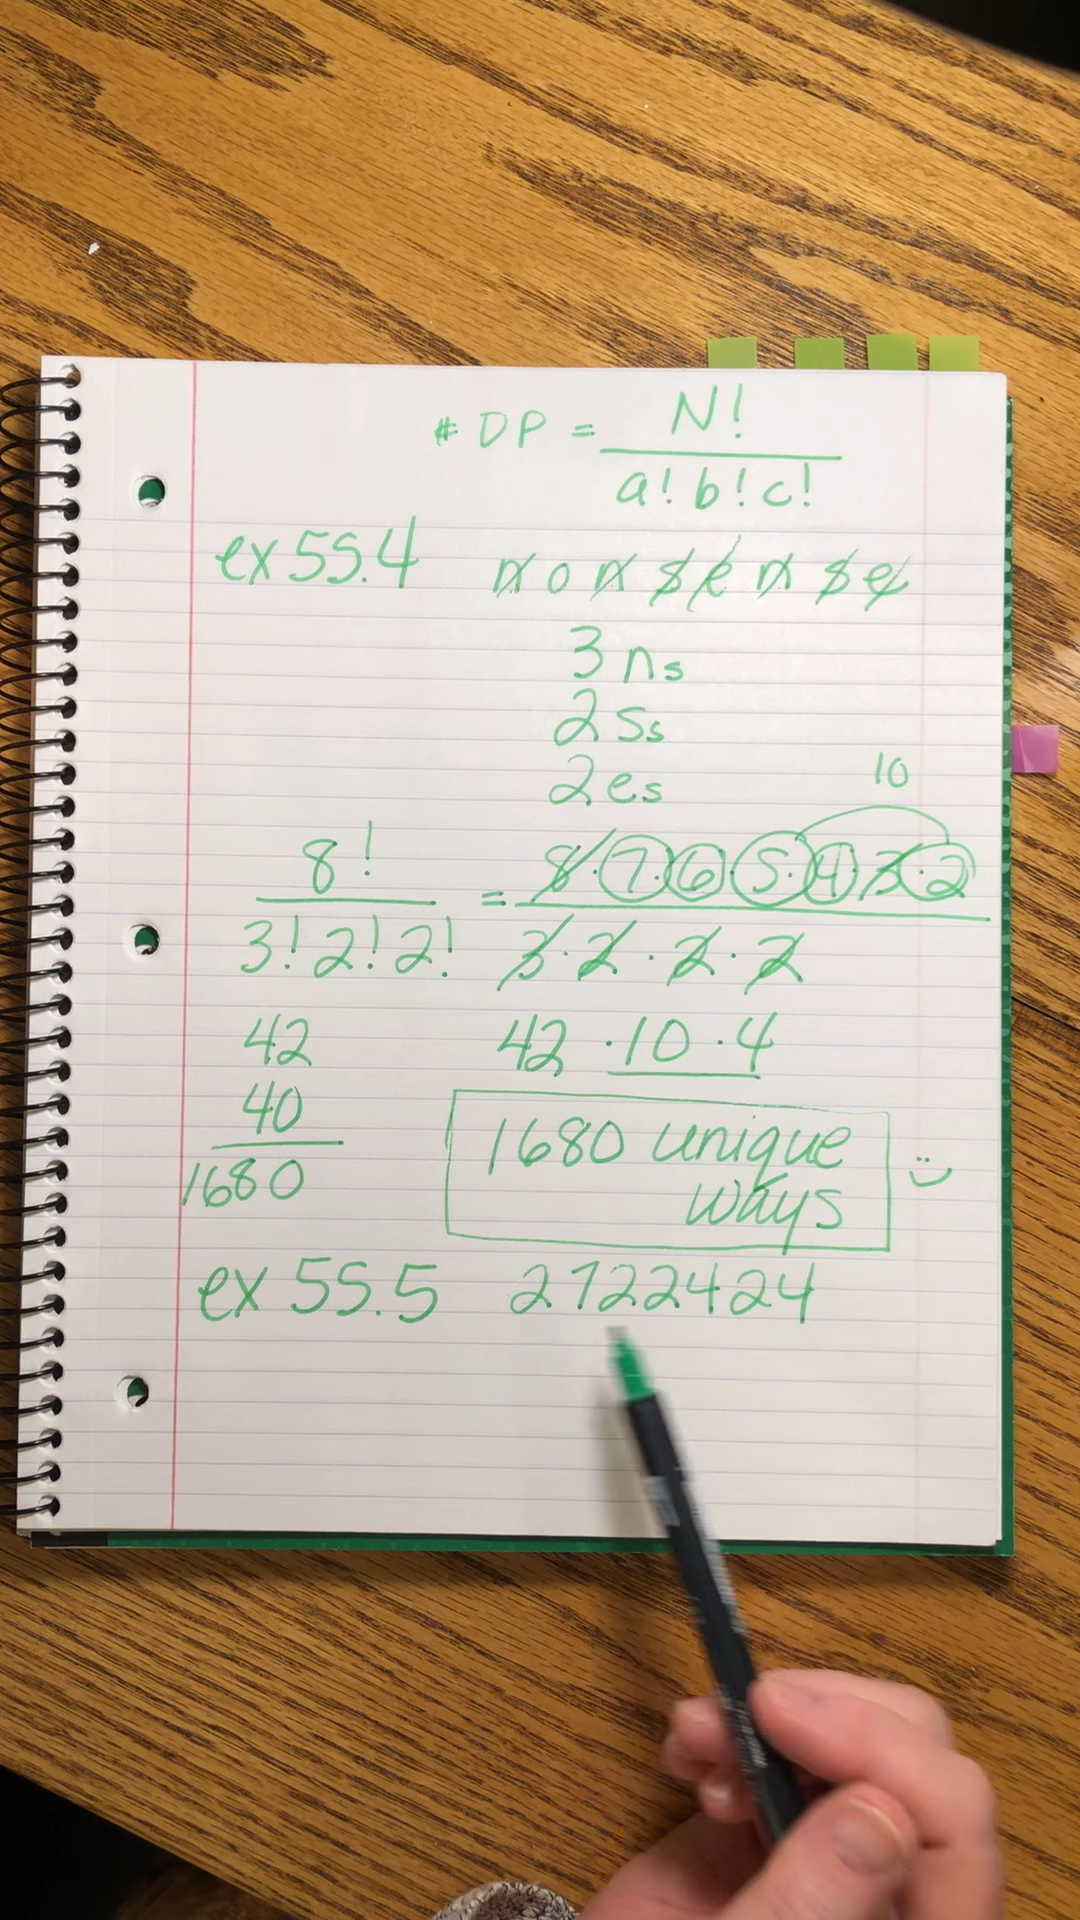 # DP = N!
a! b! c!
ex 55.4 n o n s e n s e
3 ns
2 Ss
2 es
10
8! = 8·7·6·5·4·3·2
3! 2! 2! 3·2·2·2
42 42 ·10 ·4
40
1680 unique
1680 ways
ex 55.5 2722424